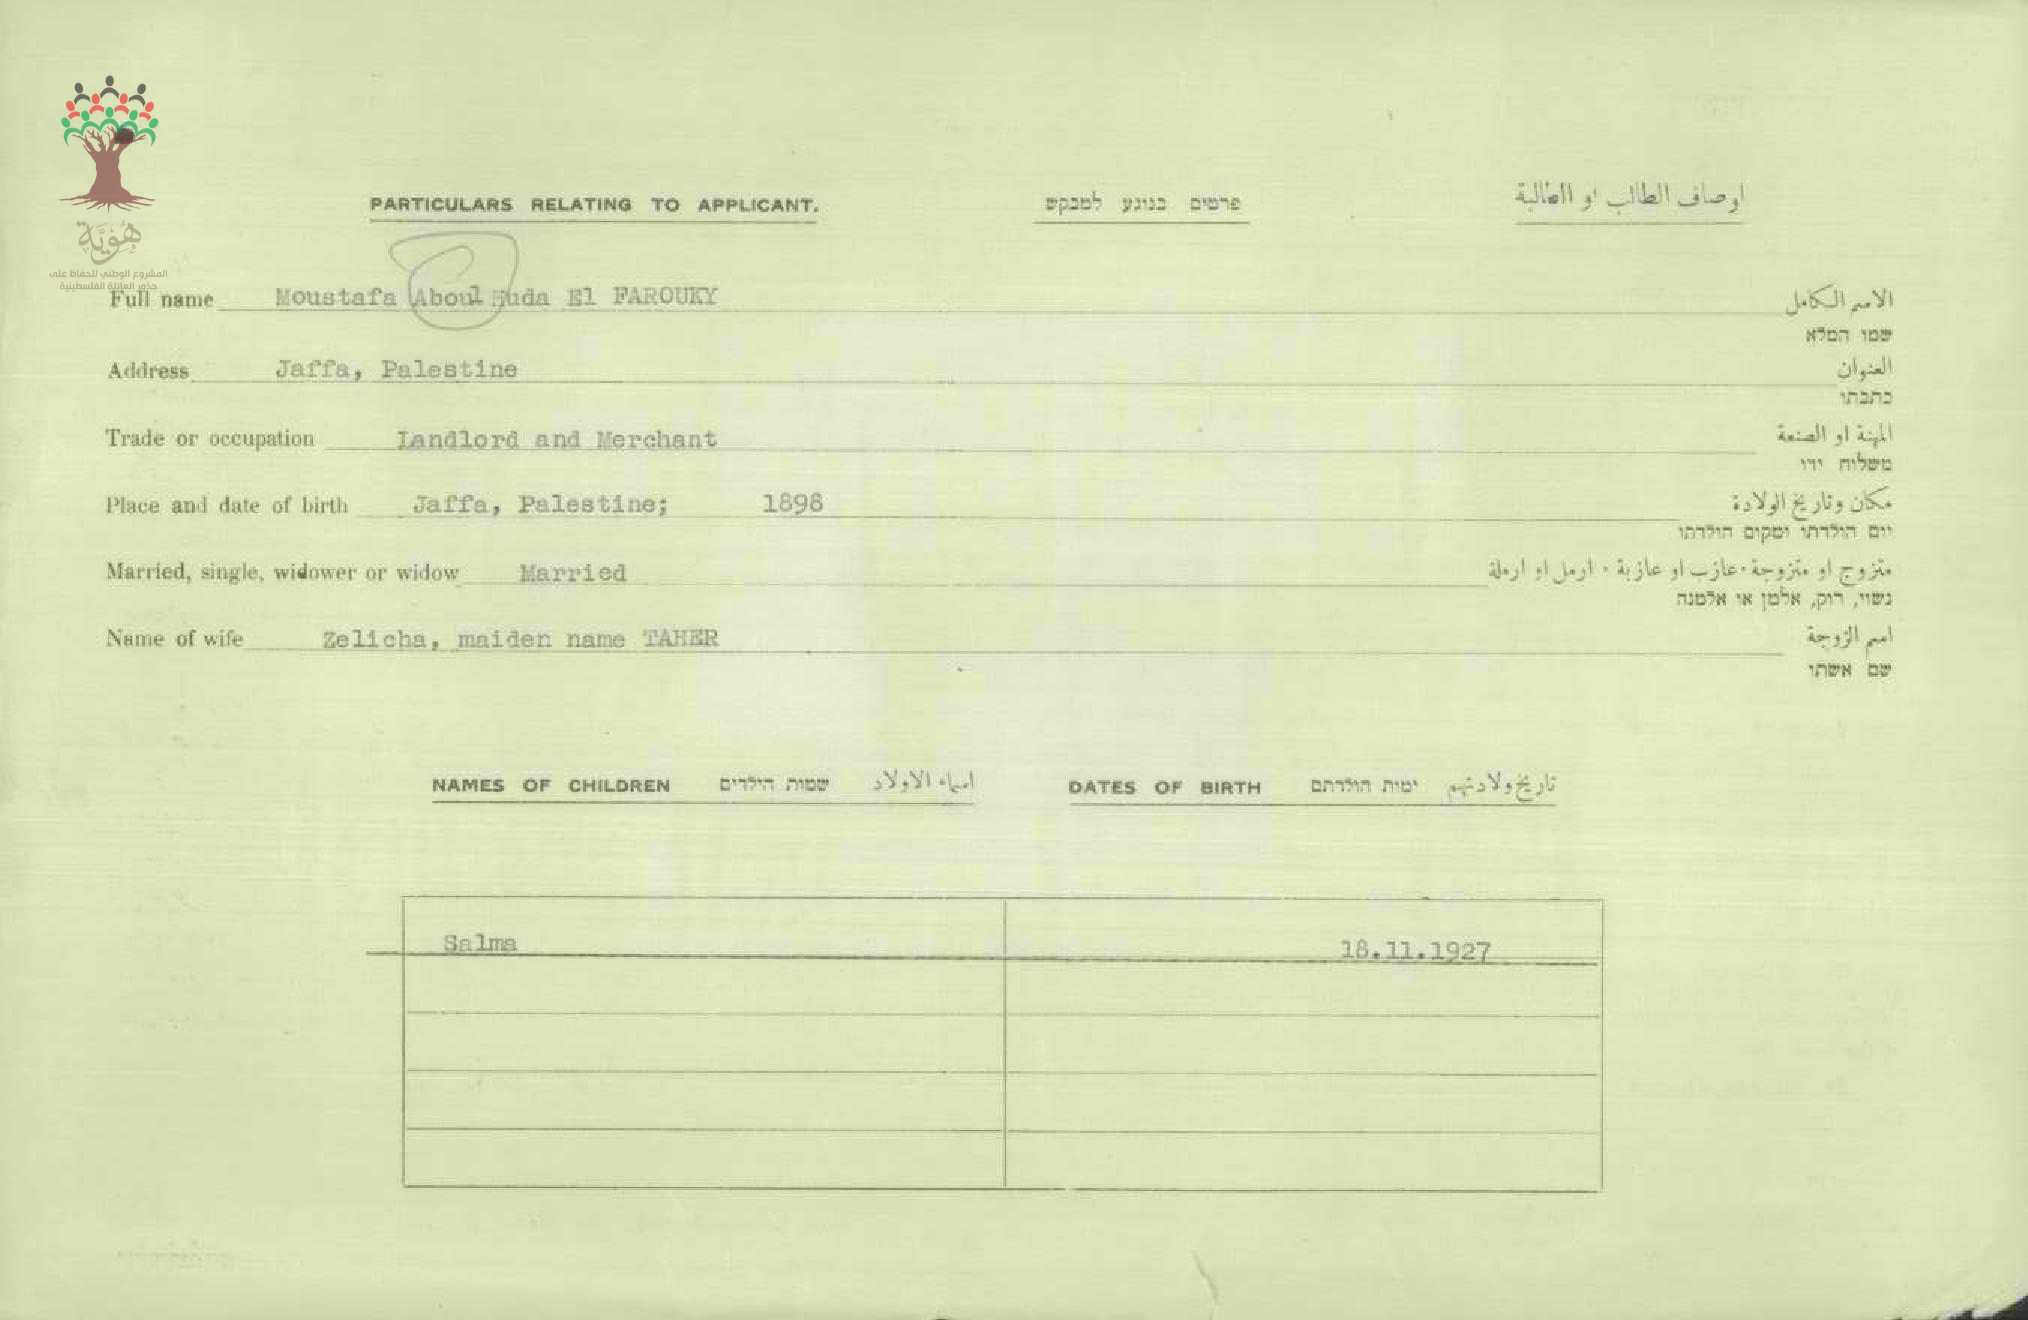 PARTICULARS RELATING TO APPLICANT. פרטים בנוגע למבקש اوصاف الطالب او الطالبة
هُوِيَّة
المشروع الوطني للحفاظ على
جذور العائلة الفلسطينية
Full name Moustafa Aboul Huda El FAROUKY الاسم الكامل
שמו המלא
Address Jaffa, Palestine العنوان
כתבתו
Trade or occupation Landlord and Merchant المهنة او الصنعة
משלוח ידו
Place and date of birth Jaffa, Palestine; 1898 مكان وتاريخ الولادة
יום הולדתו ומקום הולדתו
Married, single, widower or widow Married متزوج او متزوجة · عازب او عازبة · ارمل او ارملة
נשוי, רוק, אלמן או אלמנה
Name of wife Zelicha, maiden name TAHER اسم الزوجة
שם אשתו
NAMES OF CHILDREN שמות הילדים اسماء الاولاد DATES OF BIRTH ימות הולדתם تاريخ ولادتهم
Salma 18.11.1927